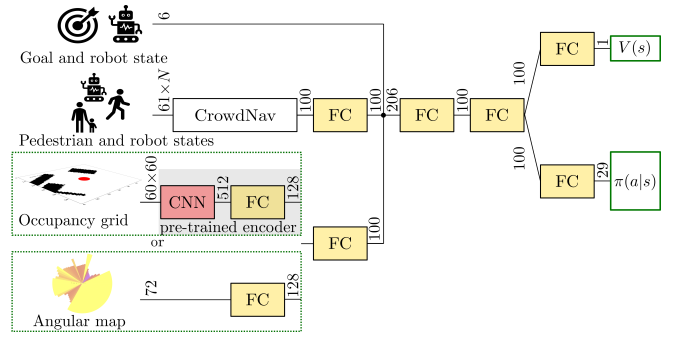 6
Goal and robot state
61×N
CrowdNav
100
FC
100
206
FC
100
FC
100
100
FC
1
V(s)
FC
29
π(a|s)
Pedestrian and robot states
60×60
CNN
512
FC
128
pre-trained encoder
Occupancy grid
or
FC
100
72
FC
128
Angular map